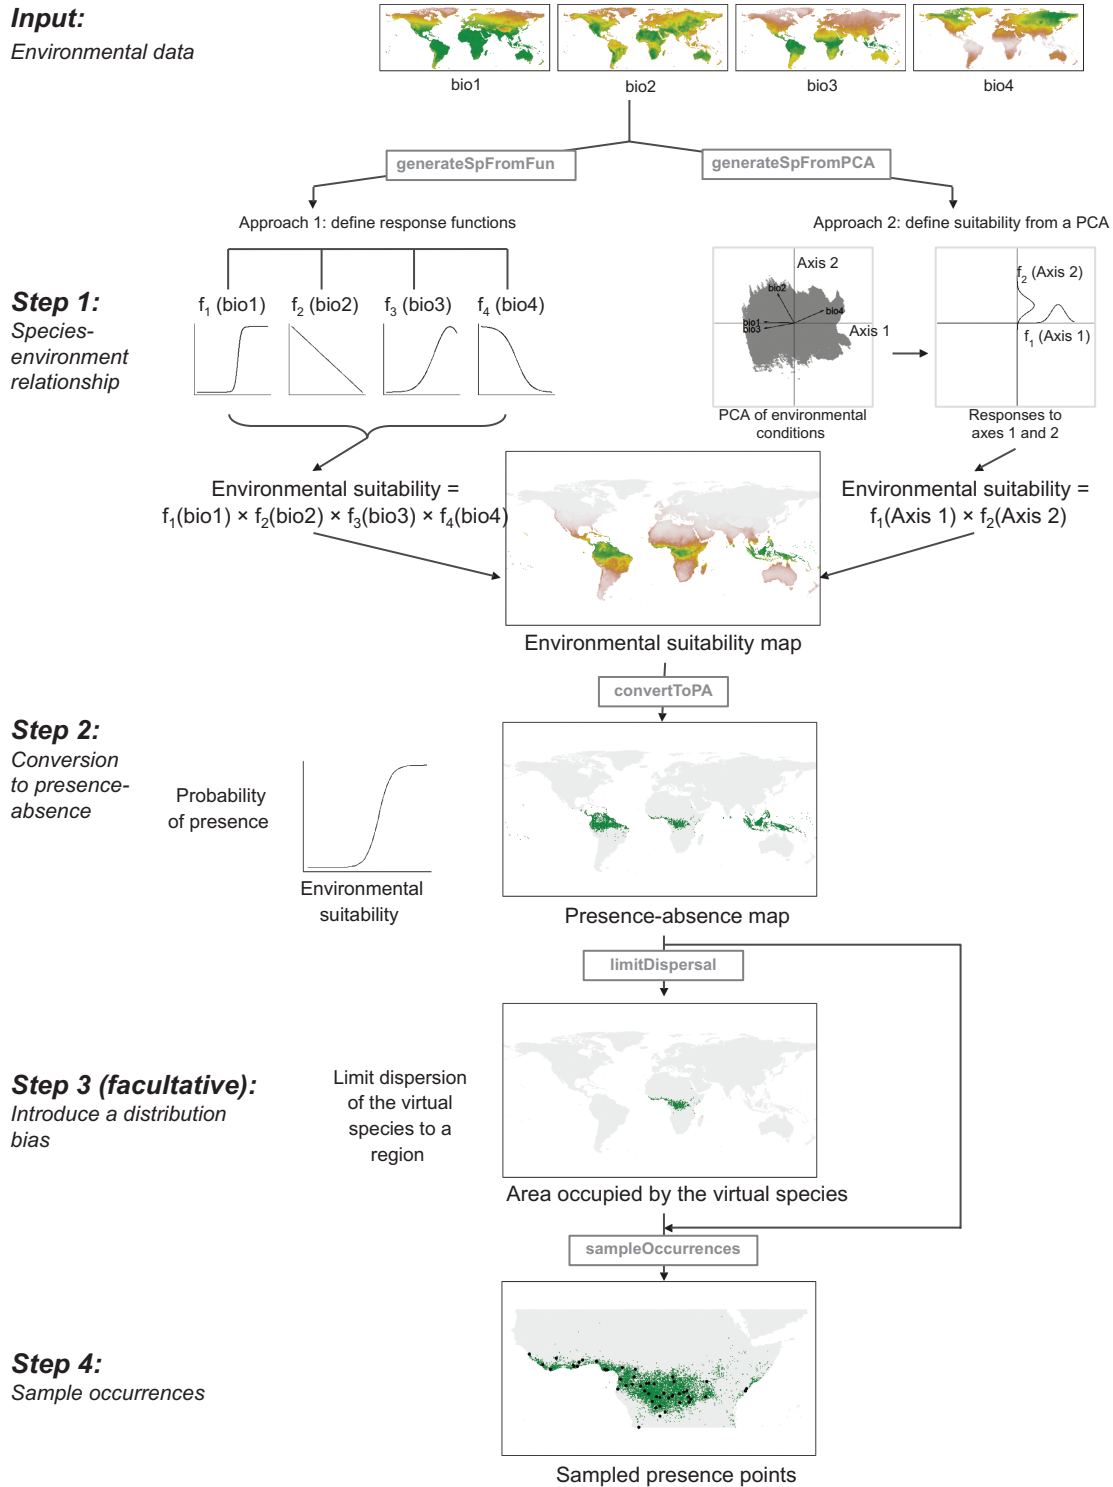 Input:
Environmental data
bio1
bio2
bio3
bio4
generateSpFromFun
generateSpFromPCA
Approach 1: define response functions
Approach 2: define suitability from a PCA
Step 1:
Species-
environment
relationship
f1 (bio1)
f2 (bio2)
f3 (bio3)
f4 (bio4)
Axis 2
bio2
bio4
bio1
bio3
Axis 1
f2 (Axis 2)
f1 (Axis 1)
PCA of environmental
conditions
Responses to
axes 1 and 2
Environmental suitability =
f1(bio1) × f2(bio2) × f3(bio3) × f4(bio4)
Environmental suitability =
f1(Axis 1) × f2(Axis 2)
Environmental suitability map
convertToPA
Step 2:
Conversion
to presence-
absence
Probability
of presence
Environmental
suitability
Presence-absence map
limitDispersal
Step 3 (facultative):
Introduce a distribution
bias
Limit dispersion
of the virtual
species to a
region
Area occupied by the virtual species
sampleOccurrences
Step 4:
Sample occurrences
Sampled presence points